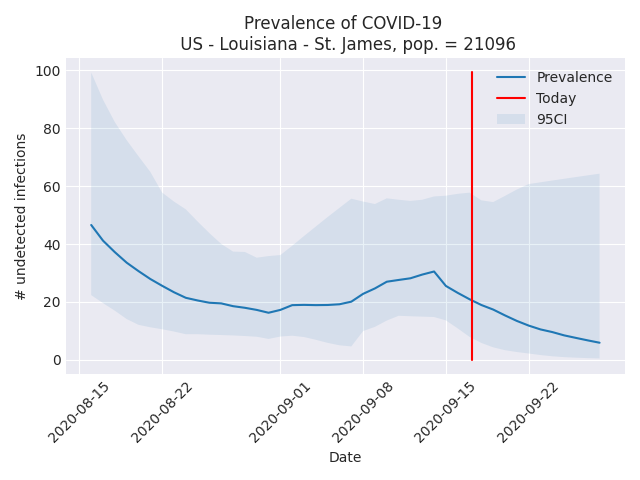 Prevalence of COVID-19
US - Louisiana - St. James, pop. = 21096
# undetected infections
100
80
60
40
20
0
Prevalence
Today
95CI
2020-08-15
2020-08-22
2020-09-01
2020-09-08
2020-09-15
2020-09-22
Date